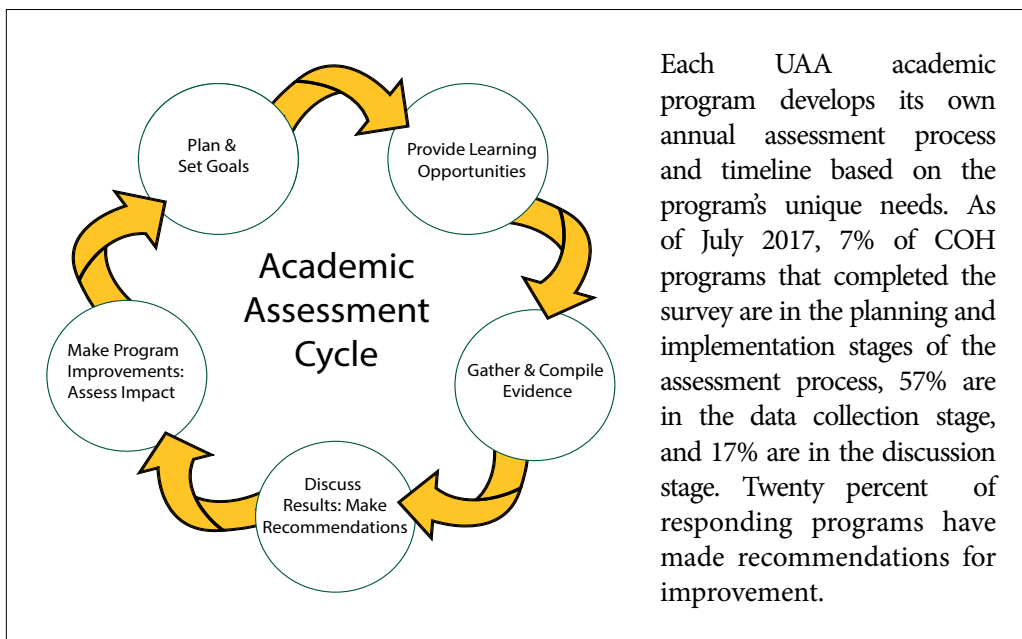 Plan &
Set Goals
Provide Learning
Opportunities
Gather & Compile
Evidence
Discuss
Results: Make
Recommendations
Make Program
Improvements:
Assess Impact
Academic
Assessment
Cycle
Each UAA academic
program develops its own
annual assessment process
and timeline based on the
program's unique needs. As
of July 2017, 7% of COH
programs that completed the
survey are in the planning and
implementation stages of the
assessment process, 57% are
in the data collection stage,
and 17% are in the discussion
stage. Twenty percent of
responding programs have
made recommendations for
improvement.